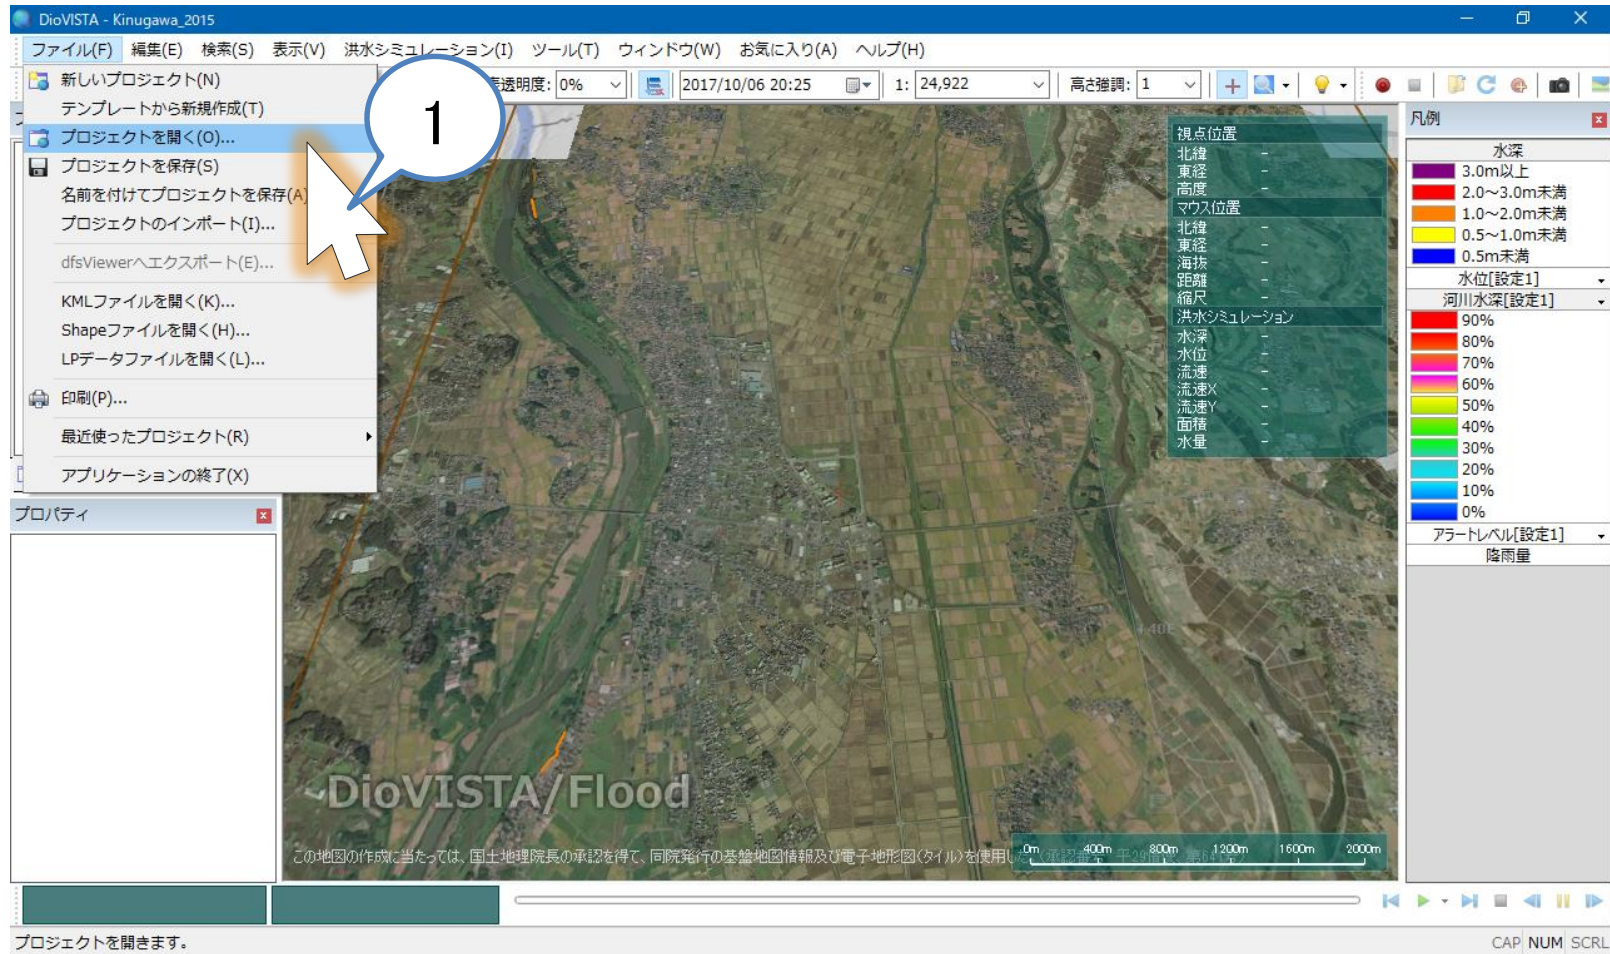 DioVISTA - Kinugawa_2015
ファイル(F) 編集(E) 検索(S) 表示(V) 洪水シミュレーション(I) ツール(T) ウィンドウ(W) お気に入り(A) ヘルプ(H)
透明度: 0% 2017/10/06 20:25 1: 24,922 高さ強調: 1
新しいプロジェクト(N)
テンプレートから新規作成(T)
プロジェクトを開く(O)...
プロジェクトを保存(S)
名前を付けてプロジェクトを保存(A)
プロジェクトのインポート(I)...
dfsViewerへエクスポート(E)...
KMLファイルを開く(K)...
Shapeファイルを開く(H)...
LPデータファイルを開く(L)...
印刷(P)...
最近使ったプロジェクト(R)
アプリケーションの終了(X)
1
プロパティ
視点位置
北緯 -
東経 -
高度 -
マウス位置
北緯 -
東経 -
海抜 -
距離 -
縮尺 -
洪水シミュレーション
水深 -
水位 -
流速 -
流速X -
流速Y -
面積 -
水量 -
凡例
水深
3.0m以上
2.0～3.0m未満
1.0～2.0m未満
0.5～1.0m未満
0.5m未満
水位[設定1]
河川水深[設定1]
90%
80%
70%
60%
50%
40%
30%
20%
10%
0%
アラートレベル[設定1]
降雨量
140E
DioVISTA/Flood
この地図の作成に当たっては、国土地理院長の承認を得て、同院発行の基盤地図情報及び電子地形図(タイル)を使用し
0m 400m 800m 1200m 1600m 2000m
プロジェクトを開きます。
CAP NUM SCRL